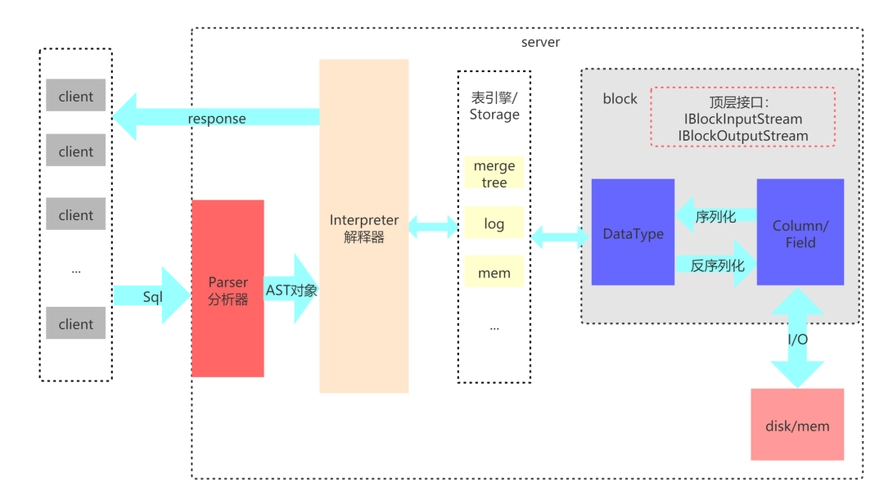 server
client
client
client
...
client
response
Sql
Parser
分析器
AST对象
Interpreter
解释器
表引擎/
Storage
merge
tree
log
mem
...
block
顶层接口：
IBlockInputStream
IBlockOutputStream
DataType
序列化
反序列化
Column/
Field
I/O
disk/mem